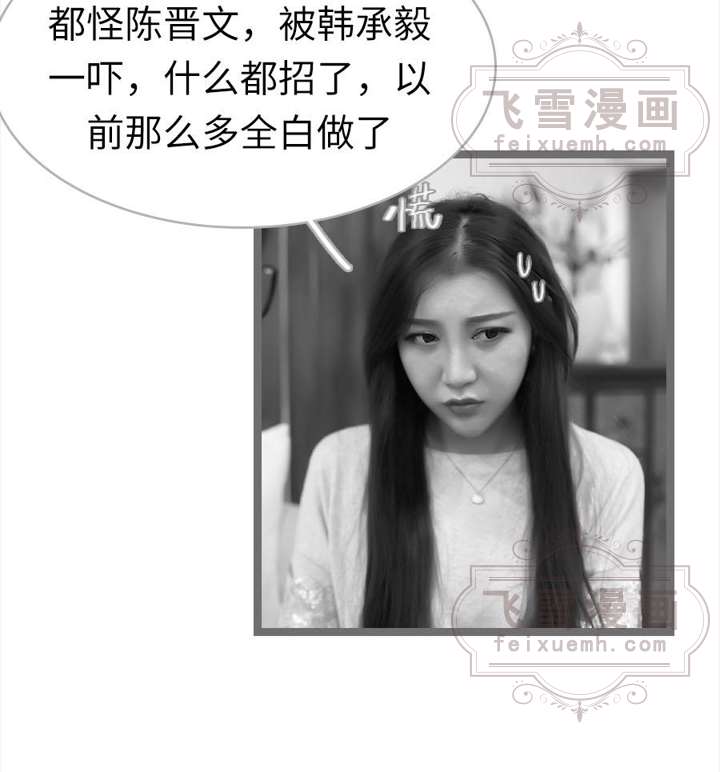 都怪陈晋文，被韩承毅
一吓，什么都招了，以
前那么多全白做了
飞雪漫画
feixuemh.com
慌
飞雪漫画
feixuemh.com